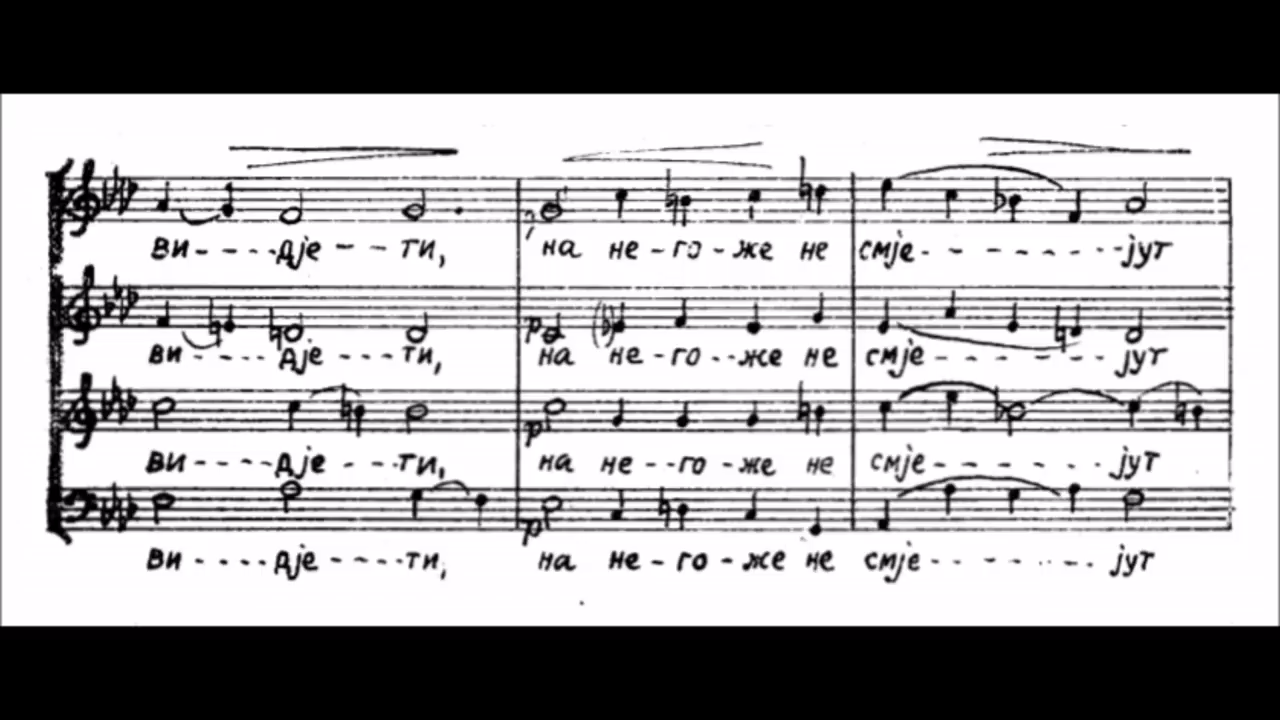 ви----дје---ти, на не-го-же не смје---------јут
p
ви----дје---ти, на не-го--же не смје--------јут
p
ви----дје---ти, на не--го-же не смје-------јут
p
ви----дје----ти, на не-го-же не смје-------јут